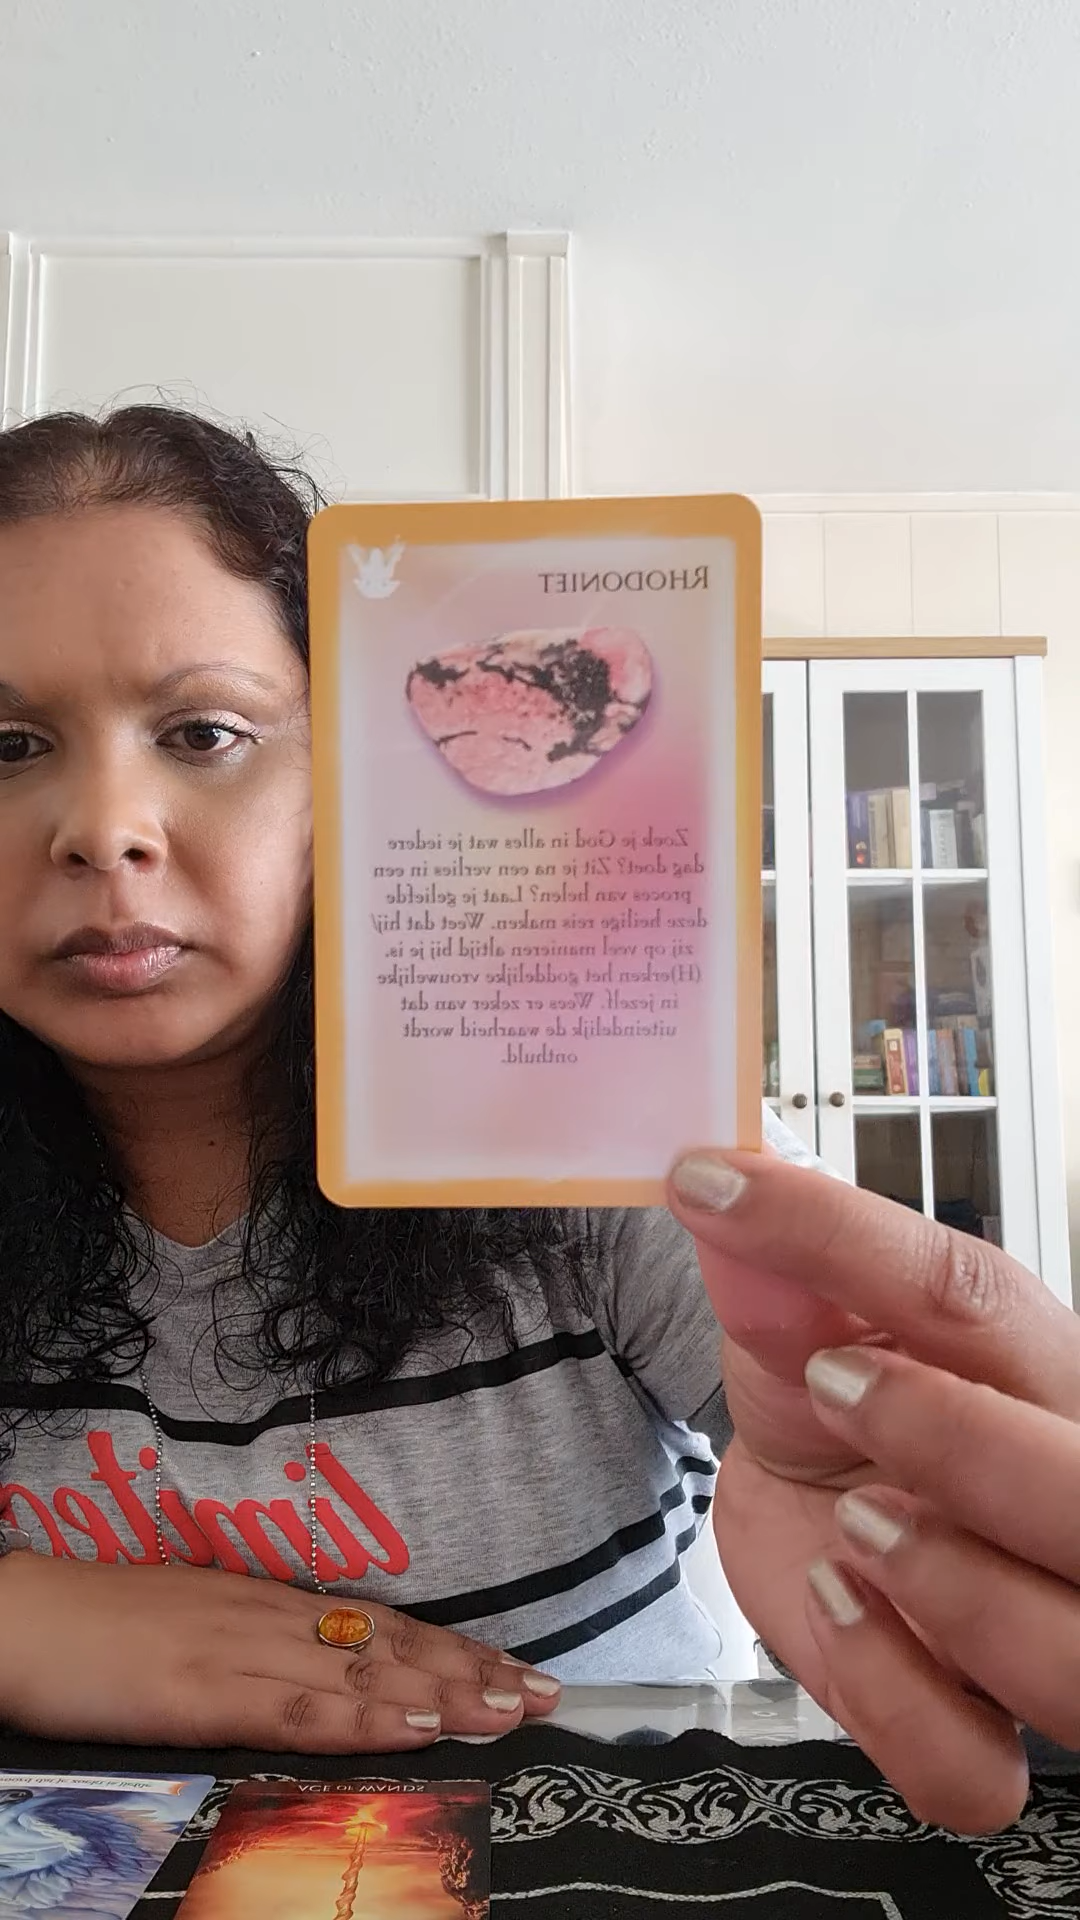 RHODONIET
Zoek je God in alles wat je iedere
dag doet? Zit je na een verlies in een
proces van helen? Laat je geliefde
deze heilige reis maken. Weet dat hij/
zij op veel manieren altijd bij je is.
(H)erken het goddelijke vrouwelijke
in jezelf. Wees er zeker van dat
uiteindelijk de waarheid wordt
onthuld.
limited
ACE OF WANDS